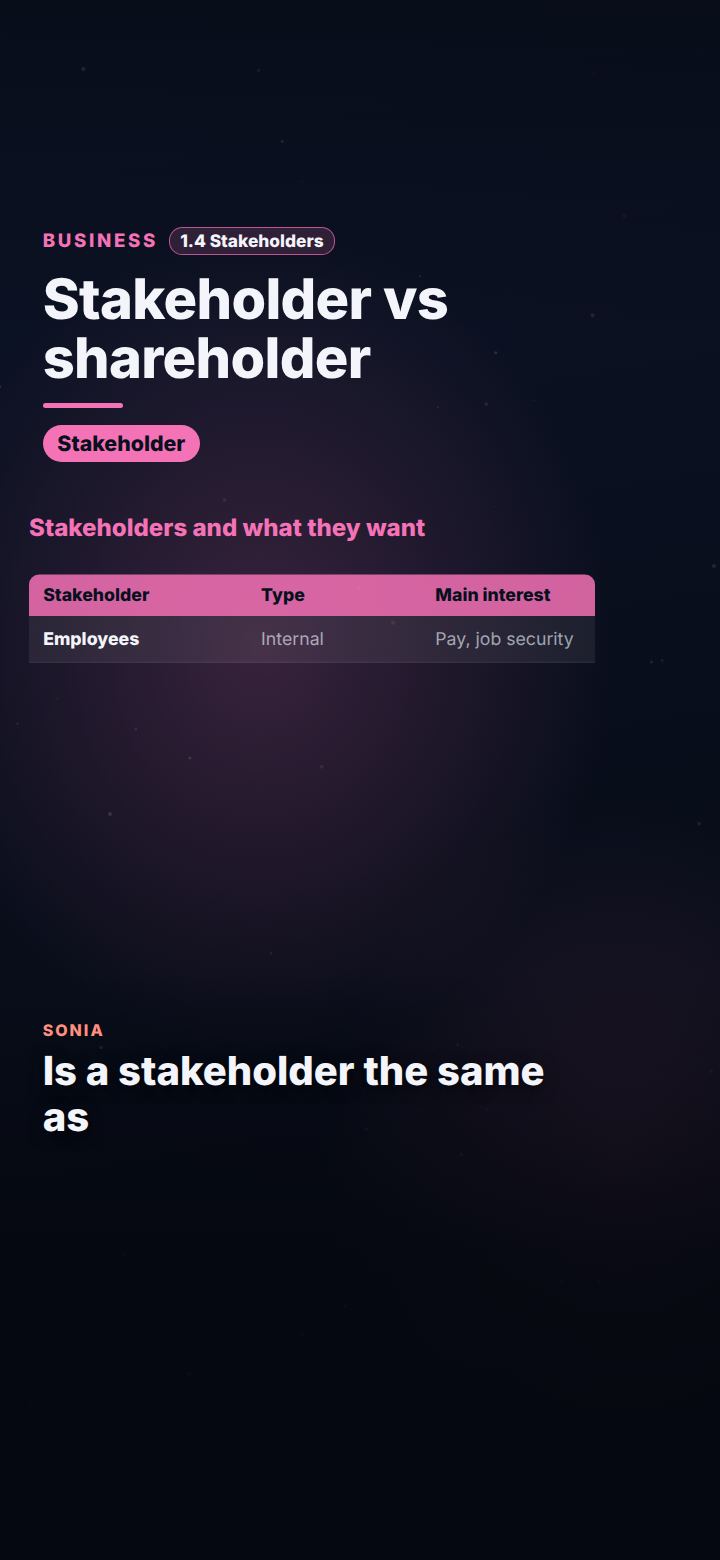 BUSINESS 1.4 Stakeholders
Stakeholder vs
shareholder
Stakeholder
Stakeholders and what they want
Stakeholder Type Main interest
Employees Internal Pay, job security
SONIA
Is a stakeholder the same
as